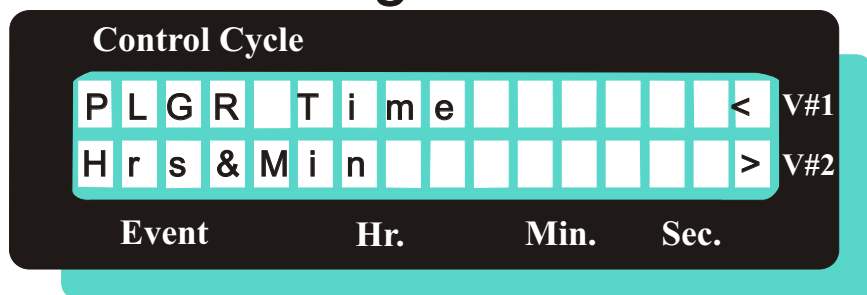 Control Cycle
PLGR Time < V#1
Hrs&Min > V#2
Event Hr. Min. Sec.